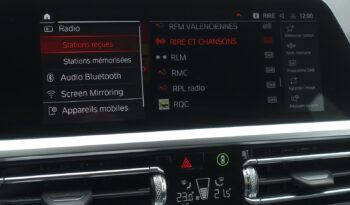 RIRE
12:00
Radio
Stations reçues
Stations mémorisées
Audio Bluetooth
Screen Mirroring
Appareils mobiles
RFM VALENCIENNES
RIRE ET CHANSONS
RLM
RMC
RPL radio
RQC
23.0
21.5